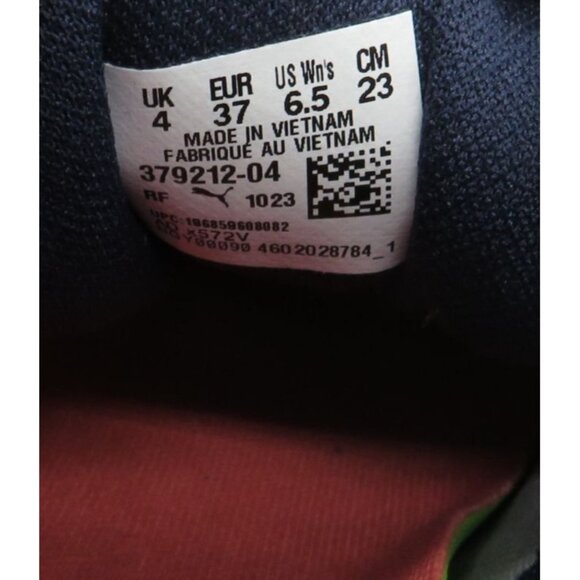 UK EUR US Wn's CM
4 37 6.5 23
MADE IN VIETNAM
FABRIQUÉ AU VIETNAM
379212-04
RF 1023
UPC:196859608082
X572V
4602028784_1